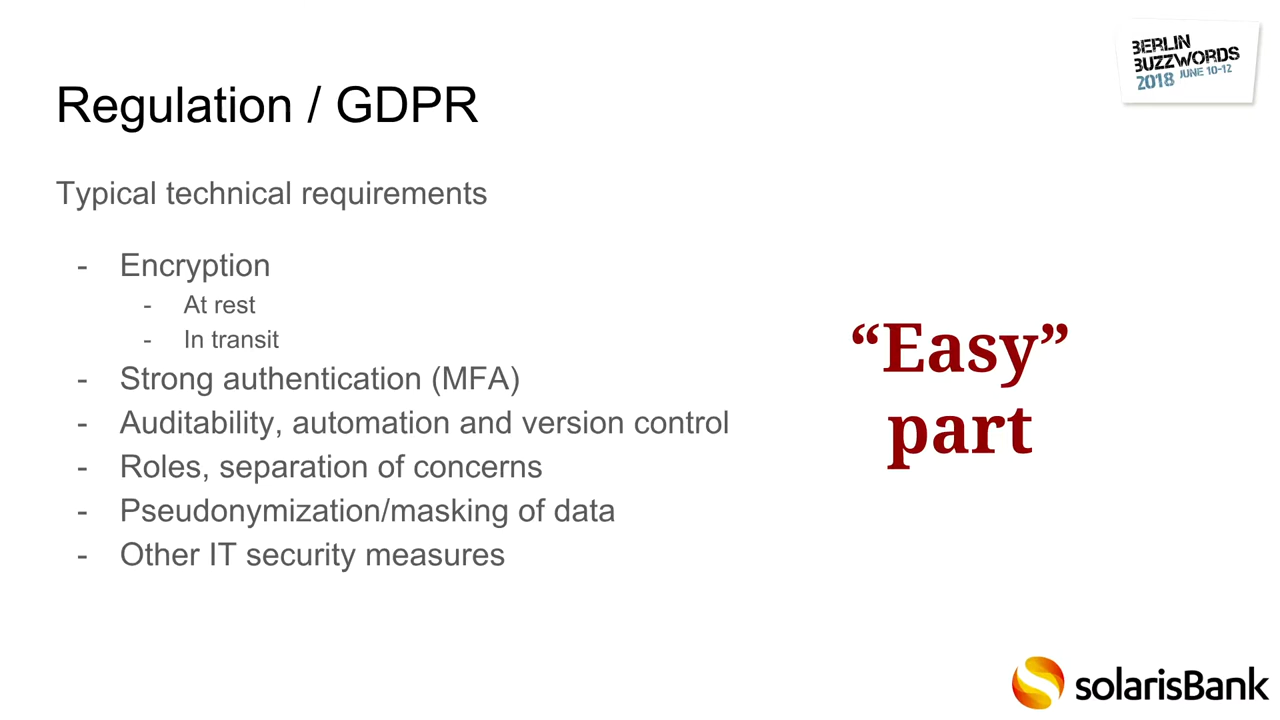 BERLIN
BUZZWORDS
2018 JUNE 10-12
Regulation / GDPR
Typical technical requirements
- Encryption
- At rest
- In transit
- Strong authentication (MFA)
- Auditability, automation and version control
- Roles, separation of concerns
- Pseudonymization/masking of data
- Other IT security measures
“Easy”
part
solarisBank